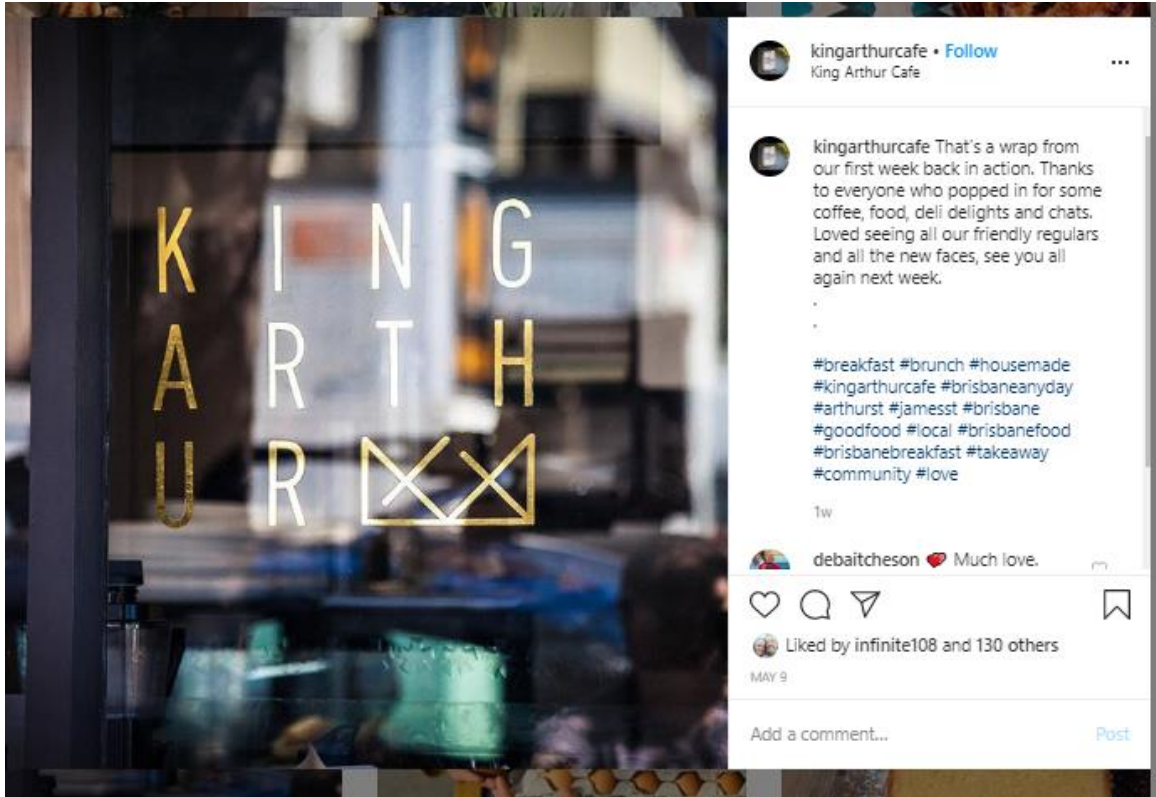 K I N G
A R T H
U R
kingarthurcafe • Follow
King Arthur Cafe
kingarthurcafe That's a wrap from
our first week back in action. Thanks
to everyone who popped in for some
coffee, food, deli delights and chats.
Loved seeing all our friendly regulars
and all the new faces, see you all
again next week.
.
.
#breakfast #brunch #housemade
#kingarthurcafe #brisbaneanyday
#arthurst #jamesst #brisbane
#goodfood #local #brisbanefood
#brisbanebreakfast #takeaway
#community #love
1w
debaitcheson 💕 Much love.
Liked by infinite108 and 130 others
MAY 9
Add a comment...
Post